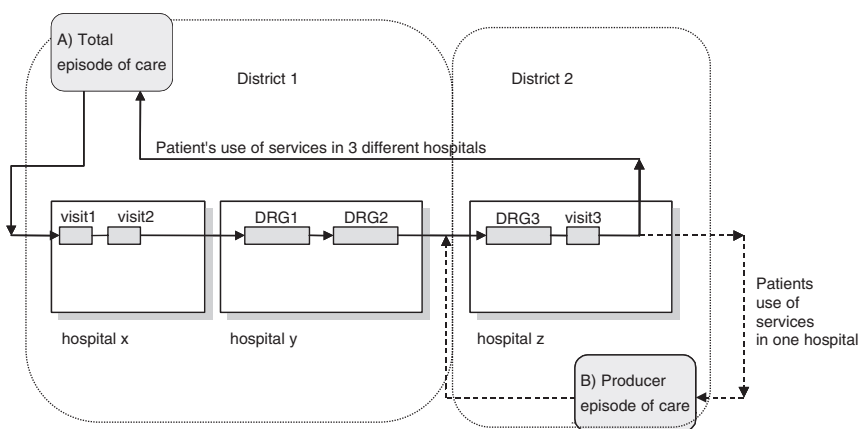 A) Total
episode of care
District 1
District 2
Patient's use of services in 3 different hospitals
visit1
visit2
DRG1
DRG2
DRG3
visit3
hospital x
hospital y
hospital z
Patients
use of
services
in one hospital
B) Producer
episode of care